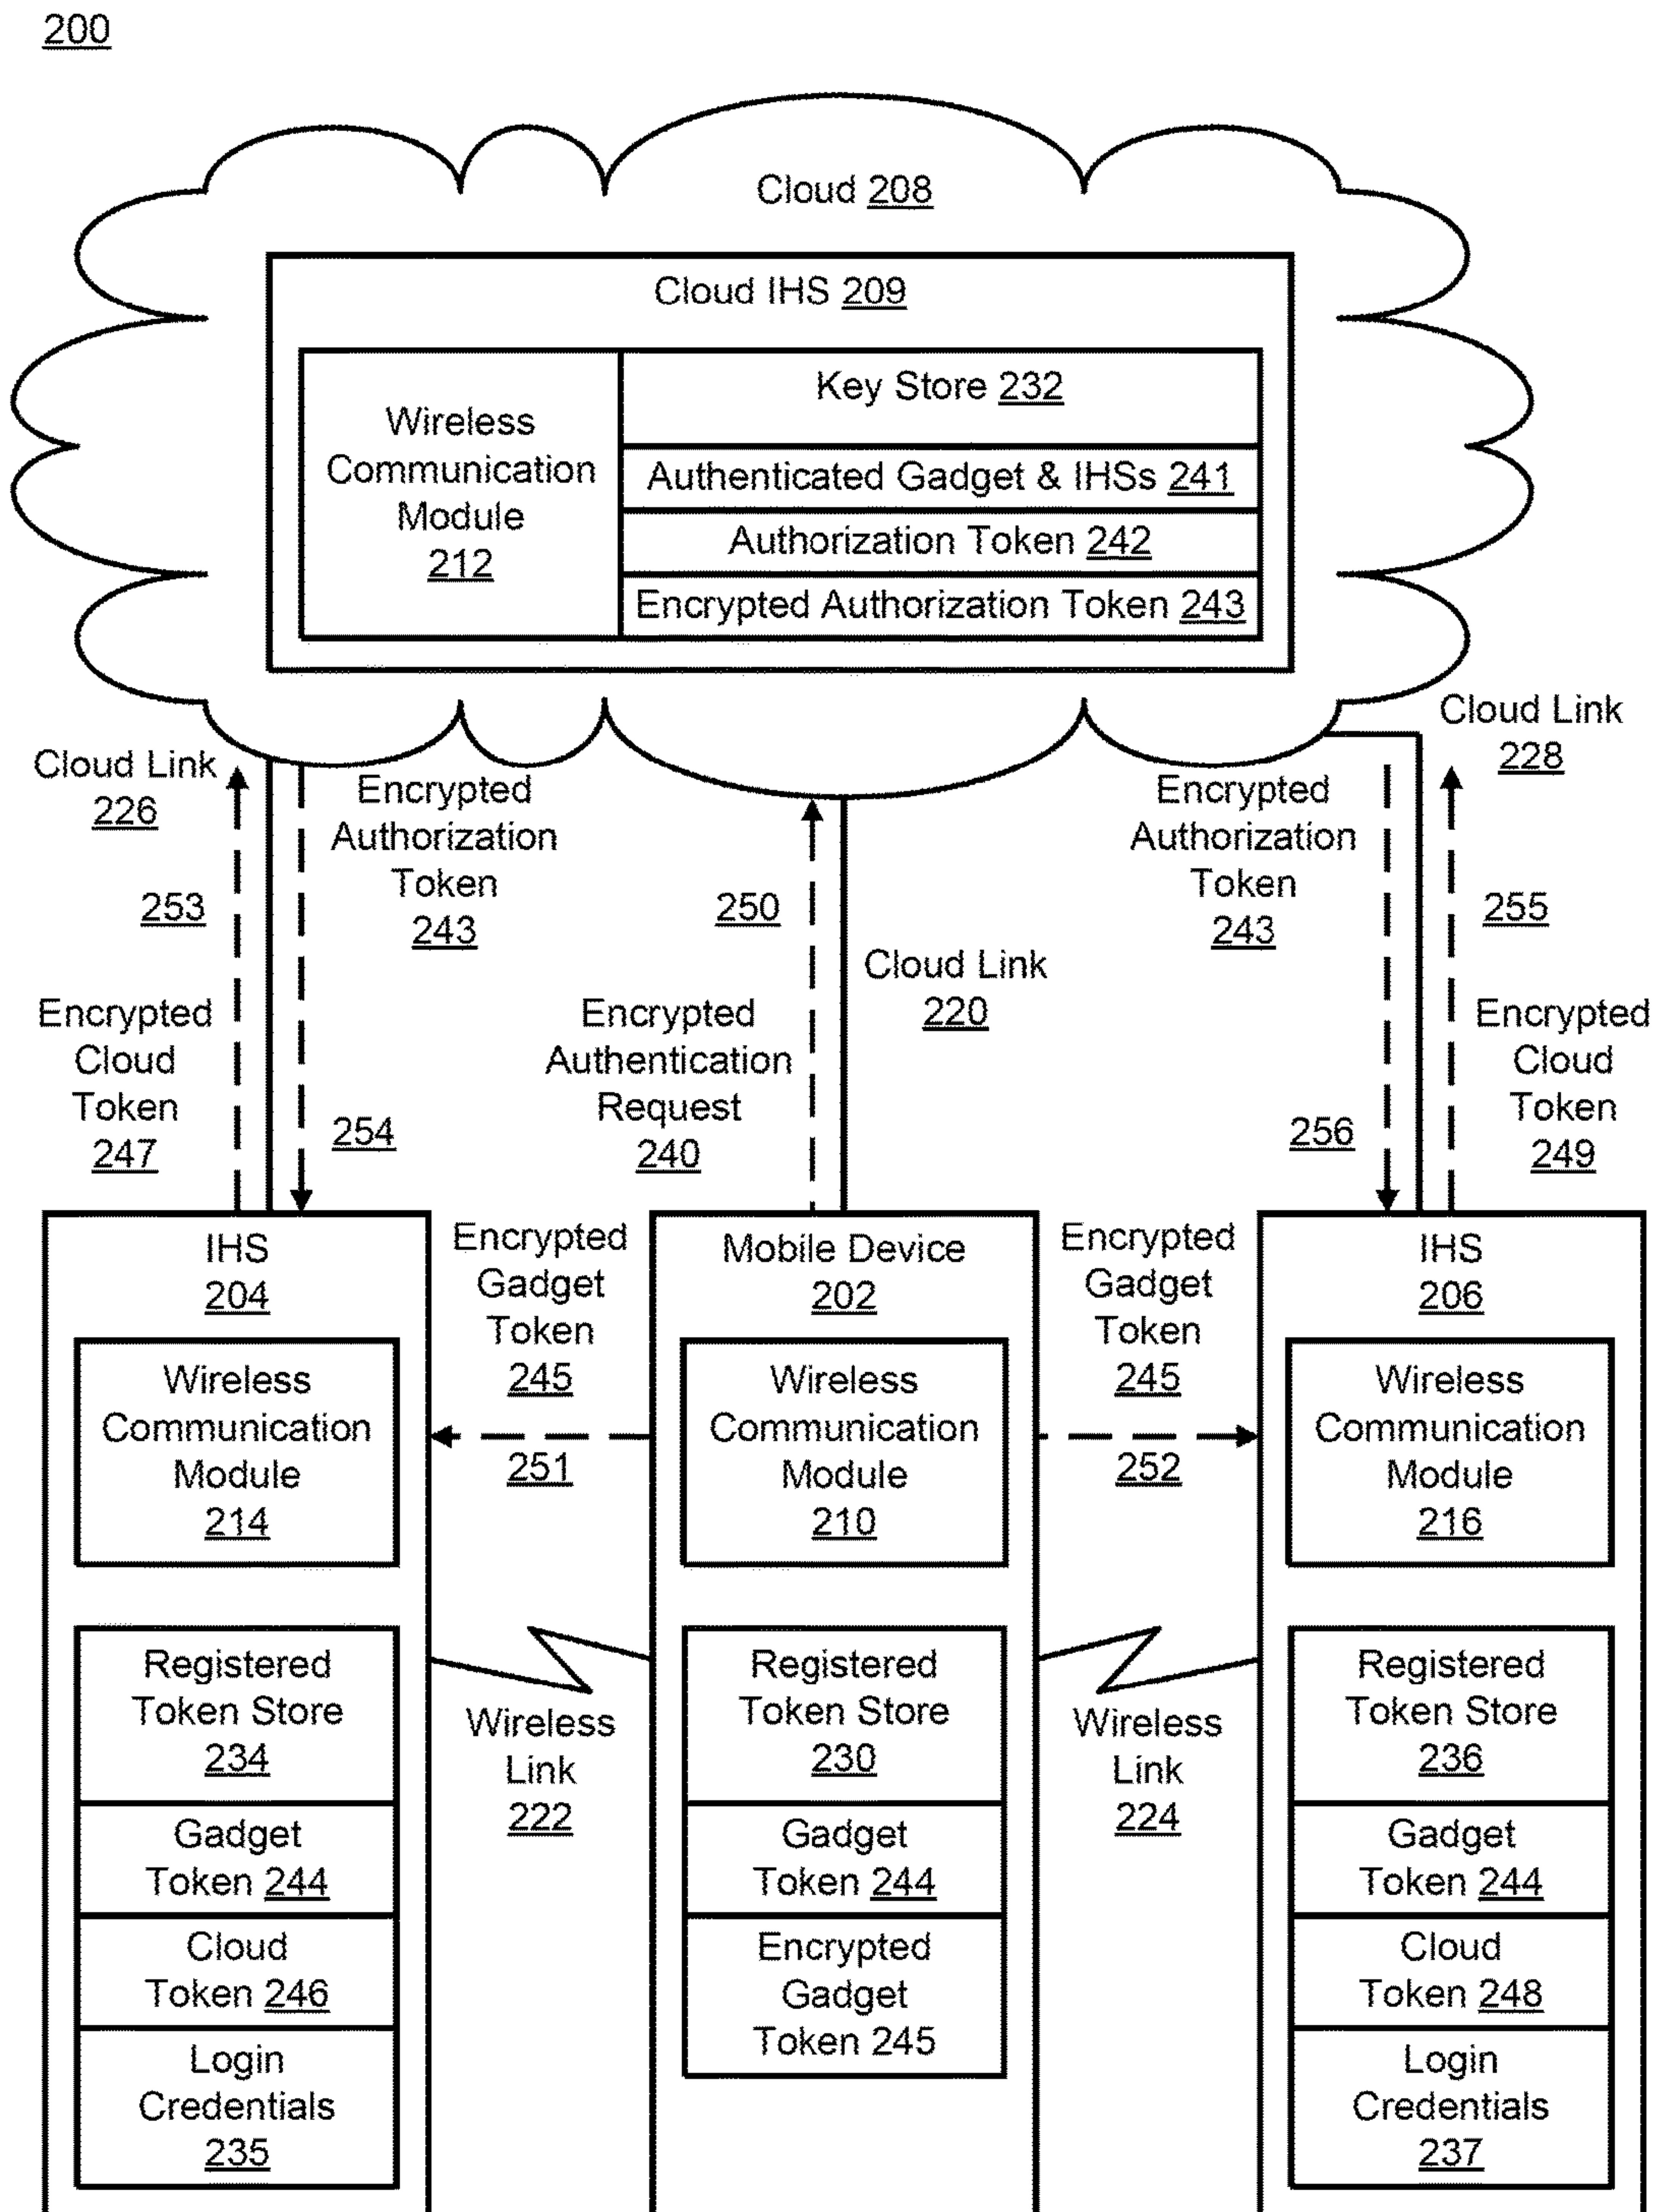 200
Cloud 208
Cloud IHS 209
Wireless
Communication
Module
212
Key Store 232
Authenticated Gadget & IHSs 241
Authorization Token 242
Encrypted Authorization Token 243
Cloud Link
226
253
Encrypted
Cloud
Token
247
Encrypted
Authorization
Token
243
254
250
Encrypted
Authentication
Request
240
Cloud Link
220
Encrypted
Authorization
Token
243
256
Cloud Link
228
255
Encrypted
Cloud
Token
249
IHS
204
Wireless
Communication
Module
214
Registered
Token Store
234
Gadget
Token 244
Cloud
Token 246
Login
Credentials
235
Encrypted
Gadget
Token
245
251
Wireless
Link
222
Mobile Device
202
Wireless
Communication
Module
210
Registered
Token Store
230
Gadget
Token 244
Encrypted
Gadget
Token 245
Encrypted
Gadget
Token
245
252
Wireless
Link
224
IHS
206
Wireless
Communication
Module
216
Registered
Token Store
236
Gadget
Token 244
Cloud
Token 248
Login
Credentials
237